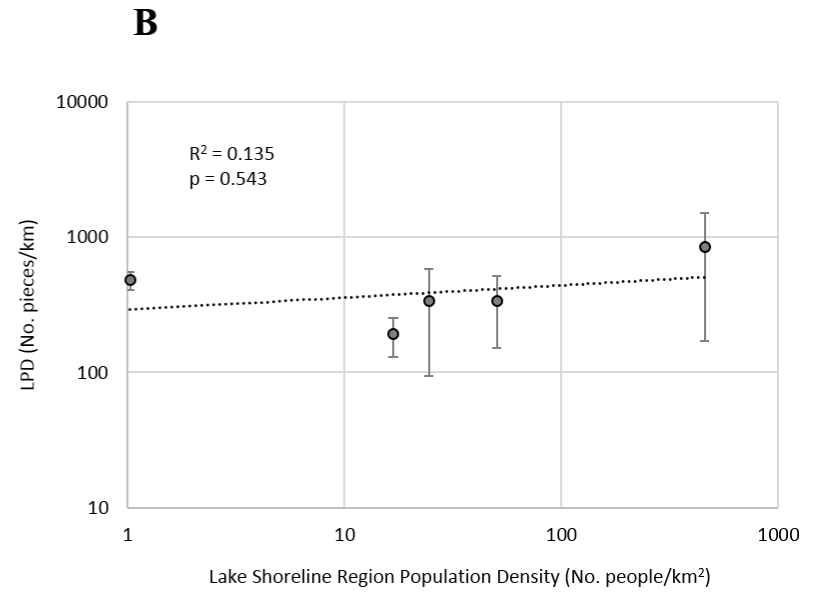 B
10000
R² = 0.135
p = 0.543
1000
LPD (No. pieces/km)
100
10
1 10 100 1000
Lake Shoreline Region Population Density (No. people/km²)